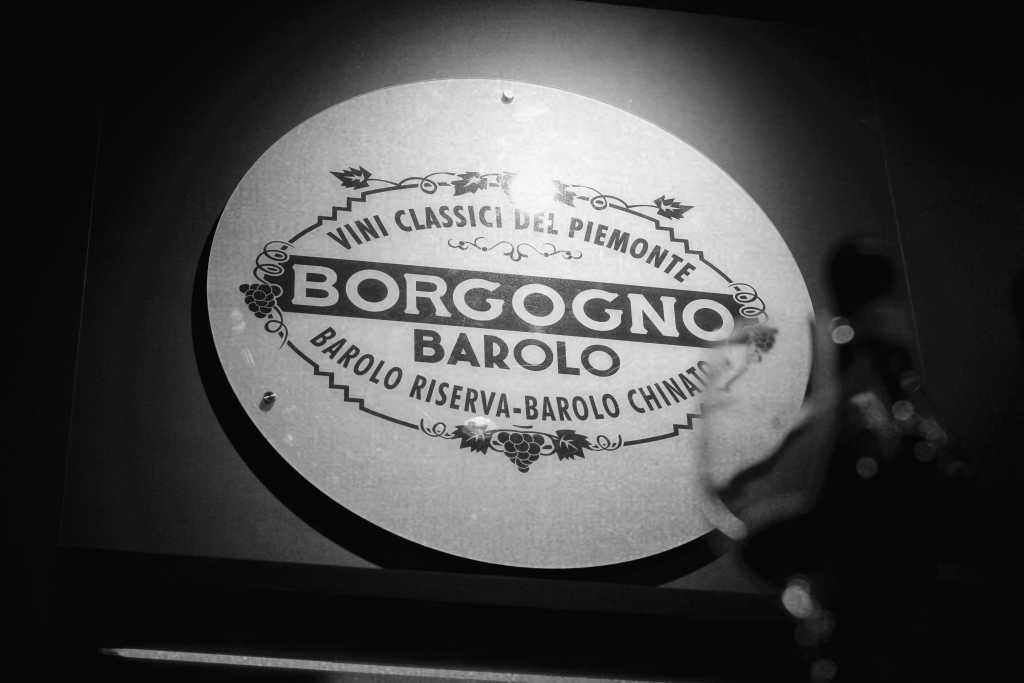 VINI CLASSICI DEL PIEMONTE
BORGOGNO
BAROLO
BAROLO RISERVA-BAROLO CHINATO